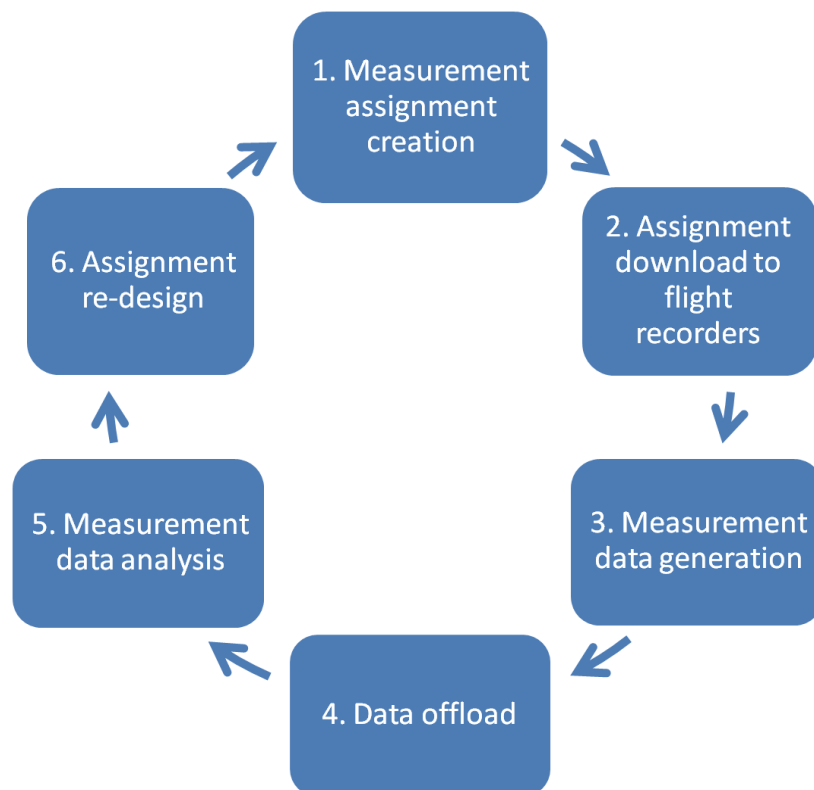 1. Measurement
assignment
creation
2. Assignment
download to
flight
recorders
3. Measurement
data generation
4. Data offload
5. Measurement
data analysis
6. Assignment
re-design